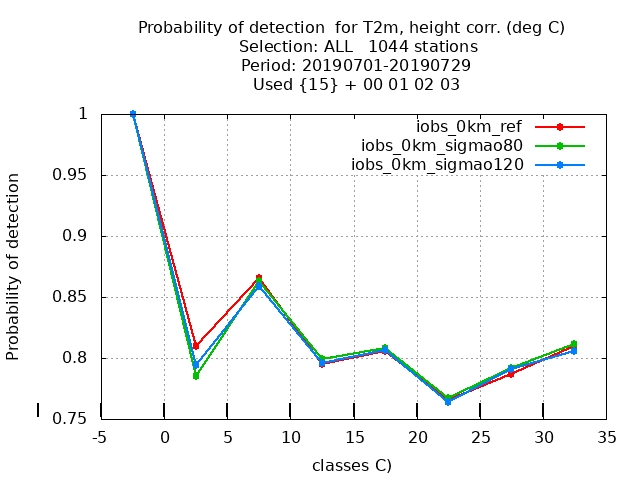 Probability of detection  for T2m, height corr. (deg C)
Selection: ALL   1044 stations
Period: 20190701-20190729
Used {15} + 00 01 02 03
iobs_0km_ref
iobs_0km_sigmao80
iobs_0km_sigmao120
Probability of detection
1
0.95
0.9
0.85
0.8
0.75
-5 0 5 10 15 20 25 30 35
classes C)